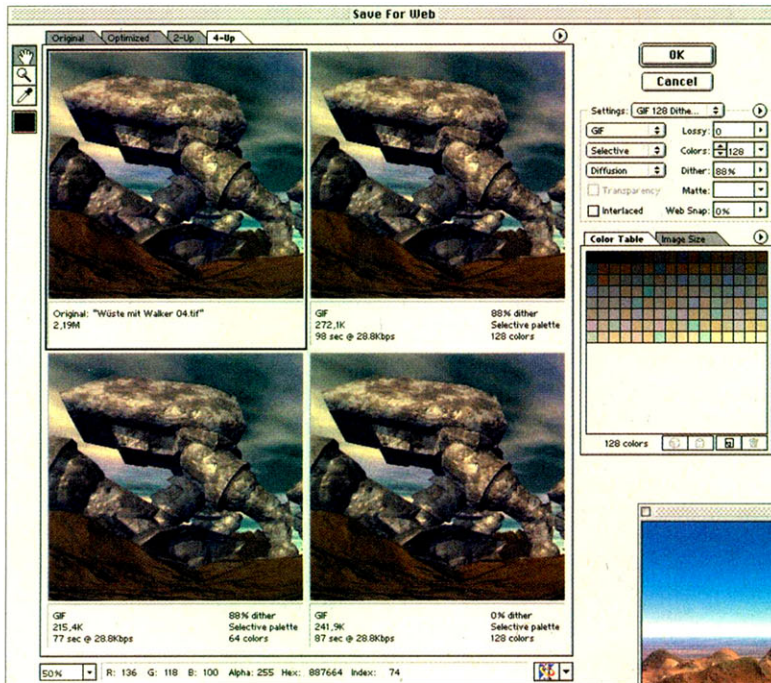 Save For Web
Original Optimized 2-Up 4-Up
OK
Cancel
Settings: GIF 128 Dithe...
GIF Lossy: 0
Selective Colors: 128
Diffusion Dither: 88%
Transparency Matte:
Interlaced Web Snap: 0%
Color Table Image Size
128 colors
Original: "Wüste mit Walker 04.tif"
2,19M
GIF 88% dither
272,1K Selective palette
98 sec @ 28.8Kbps 128 colors
GIF 88% dither
215,4K Selective palette
77 sec @ 28.8Kbps 64 colors
GIF 0% dither
241,9K Selective palette
87 sec @ 28.8Kbps 128 colors
50% R: 136 G: 118 B: 100 Alpha: 255 Hex: 887664 Index: 74